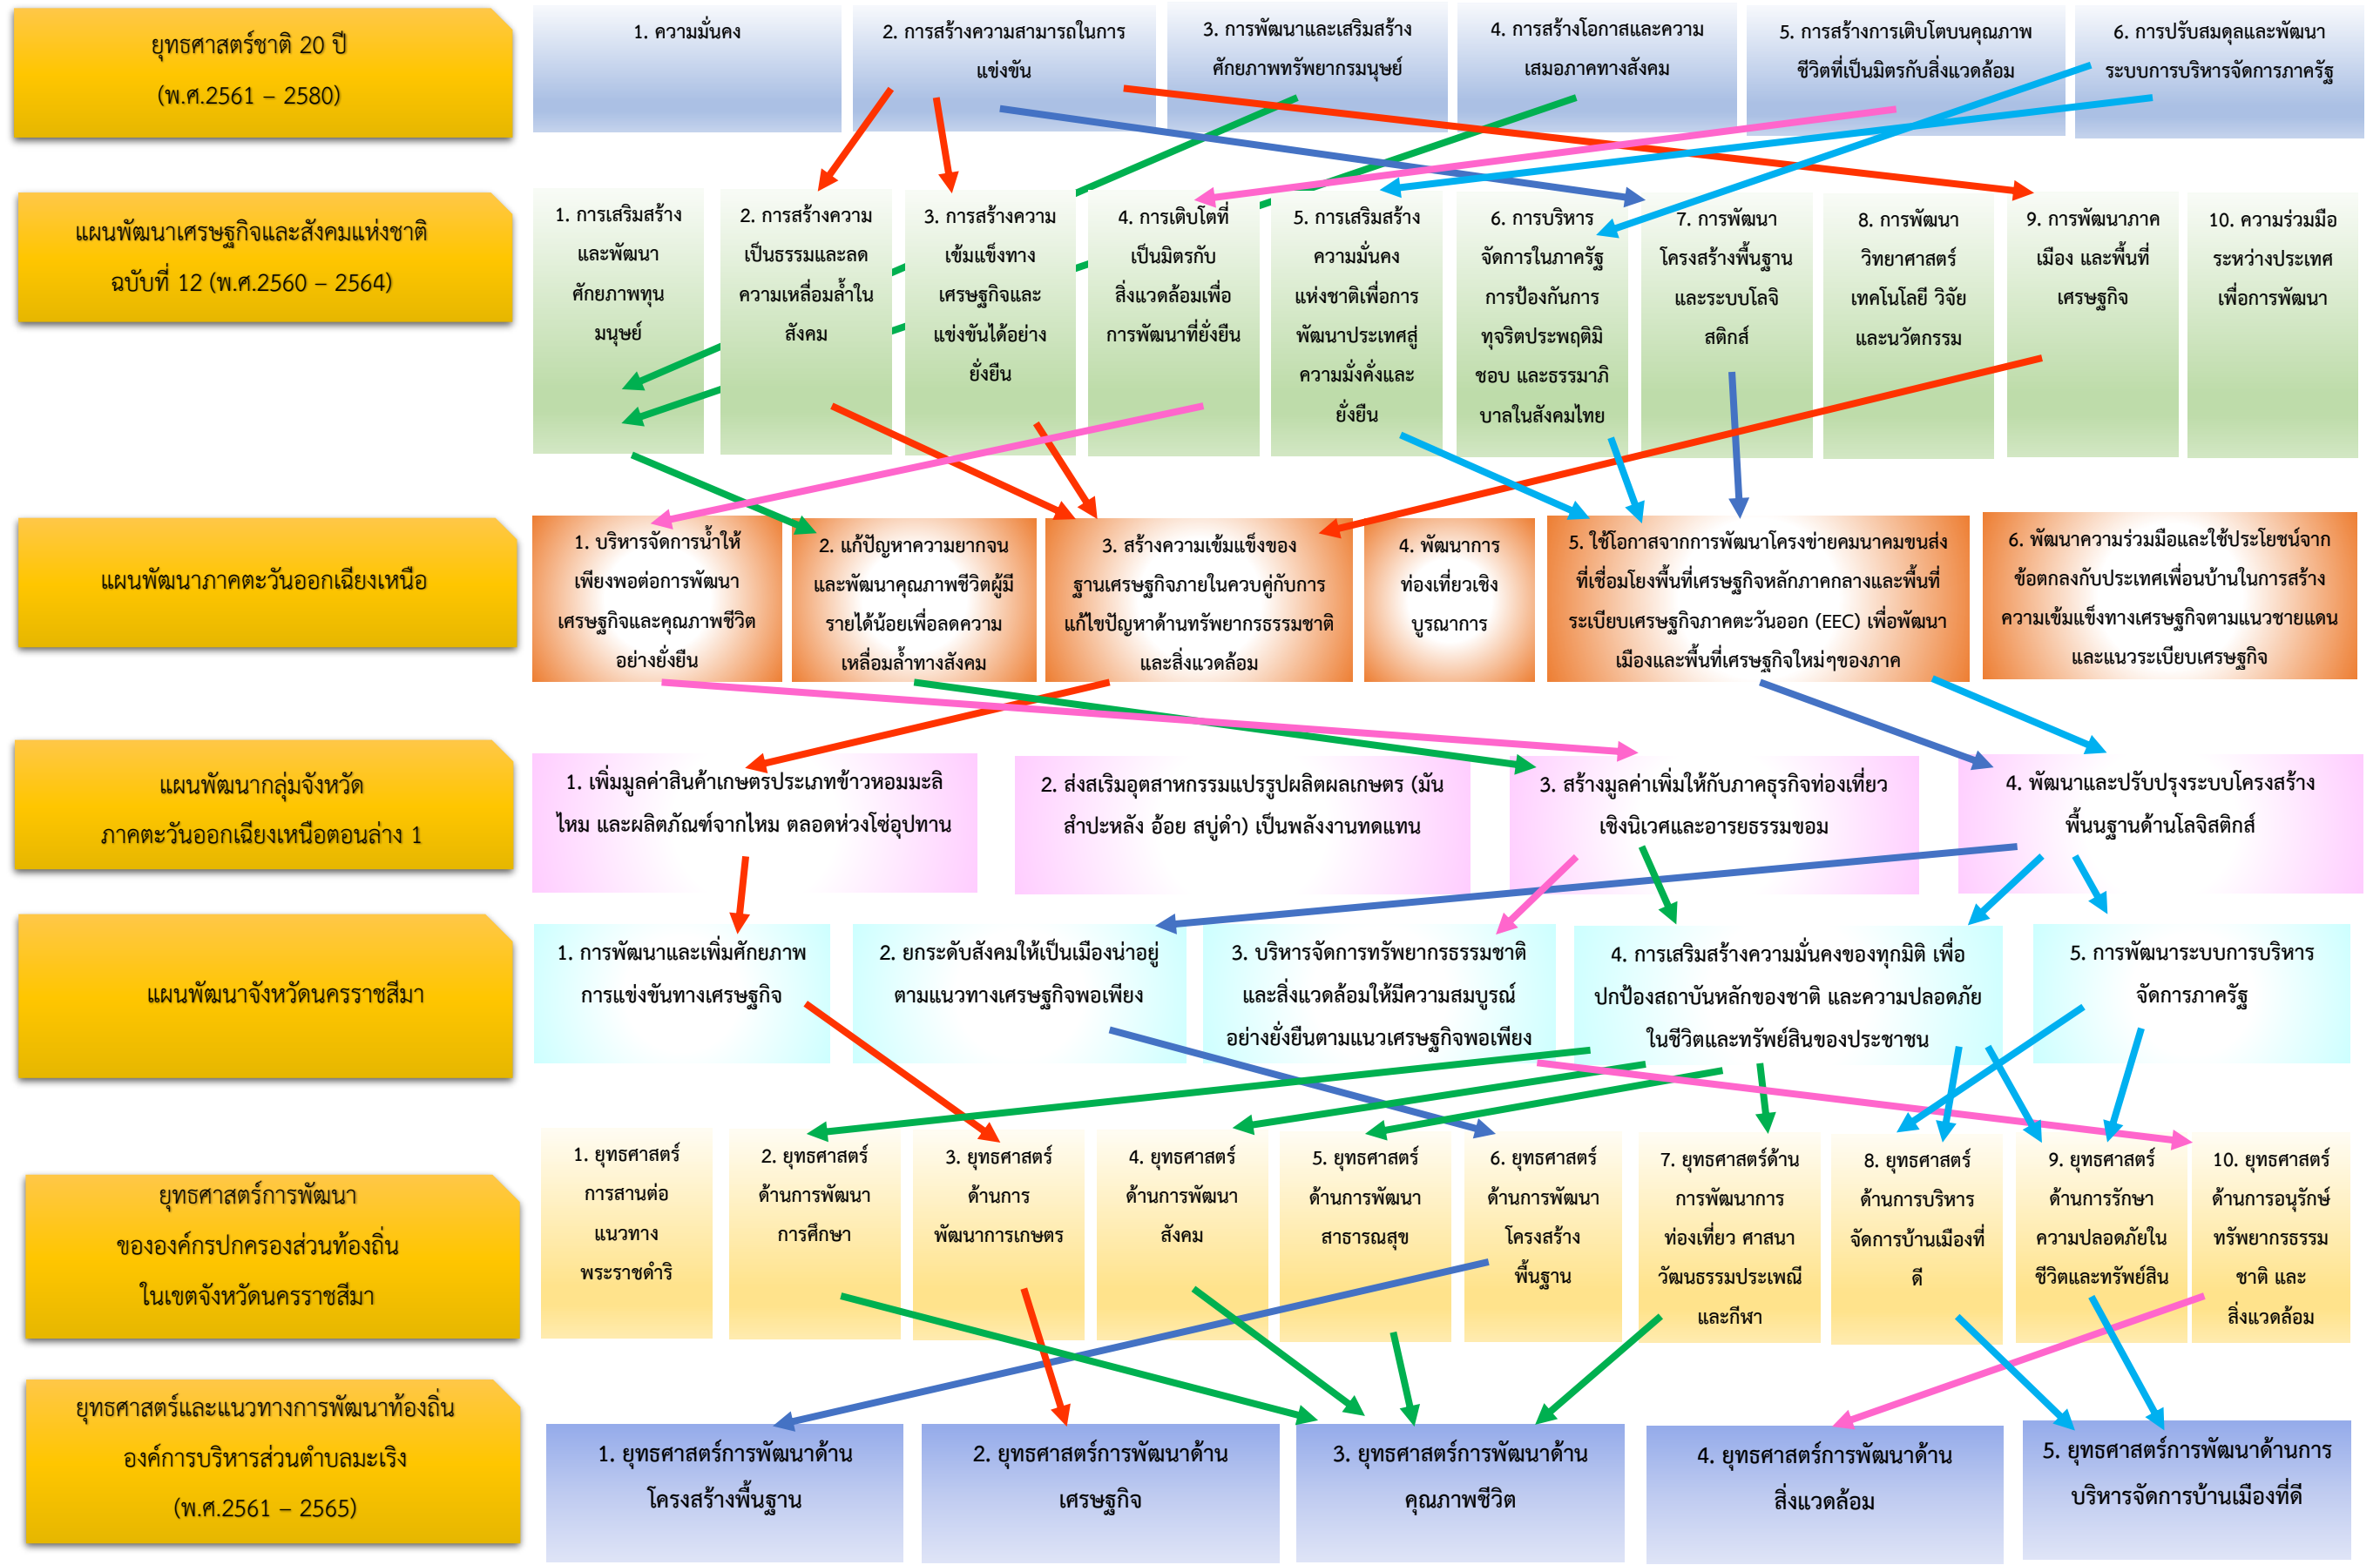 ยุทธศาสตร์ชาติ 20 ปี
(พ.ศ.2561 – 2580)
1. ความมั่นคง
2. การสร้างความสามารถในการ
แข่งขัน
3. การพัฒนาและเสริมสร้าง
ศักยภาพทรัพยากรมนุษย์
4. การสร้างโอกาสและความ
เสมอภาคทางสังคม
5. การสร้างการเติบโตบนคุณภาพ
ชีวิตที่เป็นมิตรกับสิ่งแวดล้อม
6. การปรับสมดุลและพัฒนา
ระบบการบริหารจัดการภาครัฐ
แผนพัฒนาเศรษฐกิจและสังคมแห่งชาติ
ฉบับที่ 12 (พ.ศ.2560 – 2564)
1. การเสริมสร้าง
และพัฒนา
ศักยภาพทุน
มนุษย์
2. การสร้างความ
เป็นธรรมและลด
ความเหลื่อมล้ำใน
สังคม
3. การสร้างความ
เข้มแข็งทาง
เศรษฐกิจและ
แข่งขันได้อย่าง
ยั่งยืน
4. การเติบโตที่
เป็นมิตรกับ
สิ่งแวดล้อมเพื่อ
การพัฒนาที่ยั่งยืน
5. การเสริมสร้าง
ความมั่นคง
แห่งชาติเพื่อการ
พัฒนาประเทศสู่
ความมั่งคั่งและ
ยั่งยืน
6. การบริหาร
จัดการในภาครัฐ
การป้องกันการ
ทุจริตประพฤติมิ
ชอบ และธรรมาภิ
บาลในสังคมไทย
7. การพัฒนา
โครงสร้างพื้นฐาน
และระบบโลจิ
สติกส์
8. การพัฒนา
วิทยาศาสตร์
เทคโนโลยี วิจัย
และนวัตกรรม
9. การพัฒนาภาค
เมือง และพื้นที่
เศรษฐกิจ
10. ความร่วมมือ
ระหว่างประเทศ
เพื่อการพัฒนา
แผนพัฒนาภาคตะวันออกเฉียงเหนือ
1. บริหารจัดการน้ำให้
เพียงพอต่อการพัฒนา
เศรษฐกิจและคุณภาพชีวิต
อย่างยั่งยืน
2. แก้ปัญหาความยากจน
และพัฒนาคุณภาพชีวิตผู้มี
รายได้น้อยเพื่อลดความ
เหลื่อมล้ำทางสังคม
3. สร้างความเข้มแข็งของ
ฐานเศรษฐกิจภายในควบคู่กับการ
แก้ไขปัญหาด้านทรัพยากรธรรมชาติ
และสิ่งแวดล้อม
4. พัฒนาการ
ท่องเที่ยวเชิง
บูรณาการ
5. ใช้โอกาสจากการพัฒนาโครงข่ายคมนาคมขนส่ง
ที่เชื่อมโยงพื้นที่เศรษฐกิจหลักภาคกลางและพื้นที่
ระเบียบเศรษฐกิจภาคตะวันออก (EEC) เพื่อพัฒนา
เมืองและพื้นที่เศรษฐกิจใหม่ๆของภาค
6. พัฒนาความร่วมมือและใช้ประโยชน์จาก
ข้อตกลงกับประเทศเพื่อนบ้านในการสร้าง
ความเข้มแข็งทางเศรษฐกิจตามแนวชายแดน
และแนวระเบียบเศรษฐกิจ
แผนพัฒนากลุ่มจังหวัด
ภาคตะวันออกเฉียงเหนือตอนล่าง 1
1. เพิ่มมูลค่าสินค้าเกษตรประเภทข้าวหอมมะลิ
ไหม และผลิตภัณฑ์จากไหม ตลอดห่วงโซ่อุปทาน
2. ส่งสเริมอุตสาหกรรมแปรรูปผลิตผลเกษตร (มัน
สำปะหลัง อ้อย สบู่ดำ) เป็นพลังงานทดแทน
3. สร้างมูลค่าเพิ่มให้กับภาคธุรกิจท่องเที่ยว
เชิงนิเวศและอารยธรรมขอม
4. พัฒนาและปรับปรุงระบบโครงสร้าง
พื้นนฐานด้านโลจิสติกส์
แผนพัฒนาจังหวัดนครราชสีมา
1. การพัฒนาและเพิ่มศักยภาพ
การแข่งขันทางเศรษฐกิจ
2. ยกระดับสังคมให้เป็นเมืองน่าอยู่
ตามแนวทางเศรษฐกิจพอเพียง
3. บริหารจัดการทรัพยากรธรรมชาติ
และสิ่งแวดล้อมให้มีความสมบูรณ์
อย่างยั่งยืนตามแนวเศรษฐกิจพอเพียง
4. การเสริมสร้างความมั่นคงของทุกมิติ เพื่อ
ปกป้องสถาบันหลักของชาติ และความปลอดภัย
ในชีวิตและทรัพย์สินของประชาชน
5. การพัฒนาระบบการบริหาร
จัดการภาครัฐ
ยุทธศาสตร์การพัฒนา
ขององค์กรปกครองส่วนท้องถิ่น
ในเขตจังหวัดนครราชสีมา
1. ยุทธศาสตร์
การสานต่อ
แนวทาง
พระราชดำริ
2. ยุทธศาสตร์
ด้านการพัฒนา
การศึกษา
3. ยุทธศาสตร์
ด้านการ
พัฒนาการเกษตร
4. ยุทธศาสตร์
ด้านการพัฒนา
สังคม
5. ยุทธศาสตร์
ด้านการพัฒนา
สาธารณสุข
6. ยุทธศาสตร์
ด้านการพัฒนา
โครงสร้าง
พื้นฐาน
7. ยุทธศาสตร์ด้าน
การพัฒนาการ
ท่องเที่ยว ศาสนา
วัฒนธรรมประเพณี
และกีฬา
8. ยุทธศาสตร์
ด้านการบริหาร
จัดการบ้านเมืองที่
ดี
9. ยุทธศาสตร์
ด้านการรักษา
ความปลอดภัยใน
ชีวิตและทรัพย์สิน
10. ยุทธศาสตร์
ด้านการอนุรักษ์
ทรัพยากรธรรม
ชาติ และ
สิ่งแวดล้อม
ยุทธศาสตร์และแนวทางการพัฒนาท้องถิ่น
องค์การบริหารส่วนตำบลมะเริง
(พ.ศ.2561 – 2565)
1. ยุทธศาสตร์การพัฒนาด้าน
โครงสร้างพื้นฐาน
2. ยุทธศาสตร์การพัฒนาด้าน
เศรษฐกิจ
3. ยุทธศาสตร์การพัฒนาด้าน
คุณภาพชีวิต
4. ยุทธศาสตร์การพัฒนาด้าน
สิ่งแวดล้อม
5. ยุทธศาสตร์การพัฒนาด้านการ
บริหารจัดการบ้านเมืองที่ดี